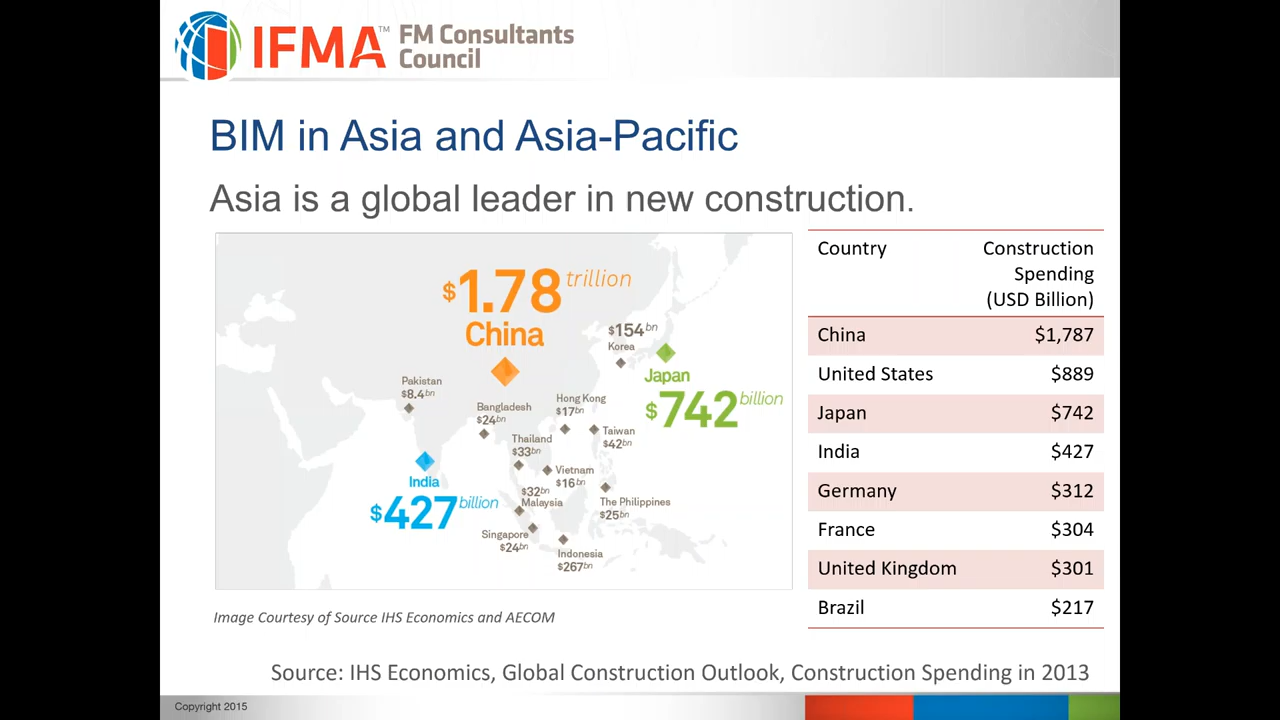 IFMA™ FM Consultants
Council
BIM in Asia and Asia-Pacific
Asia is a global leader in new construction.
$1.78 trillion
China
$154bn
Korea
Japan
$742 billion
Pakistan
$8.4bn
Bangladesh
$24bn
Hong Kong
$17bn
Taiwan
$42bn
Thailand
$33bn
Vietnam
$16bn
India
$427 billion
$32bn
Malaysia
The Philippines
$25bn
Singapore
$24bn
Indonesia
$267bn
Image Courtesy of Source IHS Economics and AECOM
Country Construction
Spending
(USD Billion)
China $1,787
United States $889
Japan $742
India $427
Germany $312
France $304
United Kingdom $301
Brazil $217
Source: IHS Economics, Global Construction Outlook, Construction Spending in 2013
Copyright 2015